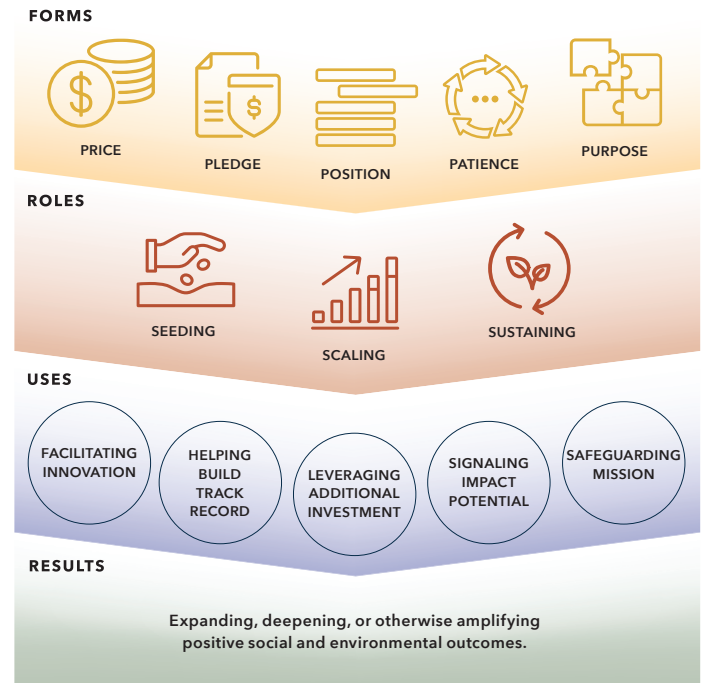 FORMS
$
$
PRICE
PLEDGE
POSITION
PATIENCE
PURPOSE
ROLES
SEEDING
SCALING
SUSTAINING
USES
FACILITATING
INNOVATION
HELPING
BUILD
TRACK
RECORD
LEVERAGING
ADDITIONAL
INVESTMENT
SIGNALING
IMPACT
POTENTIAL
SAFEGUARDING
MISSION
RESULTS
Expanding, deepening, or otherwise amplifying
positive social and environmental outcomes.